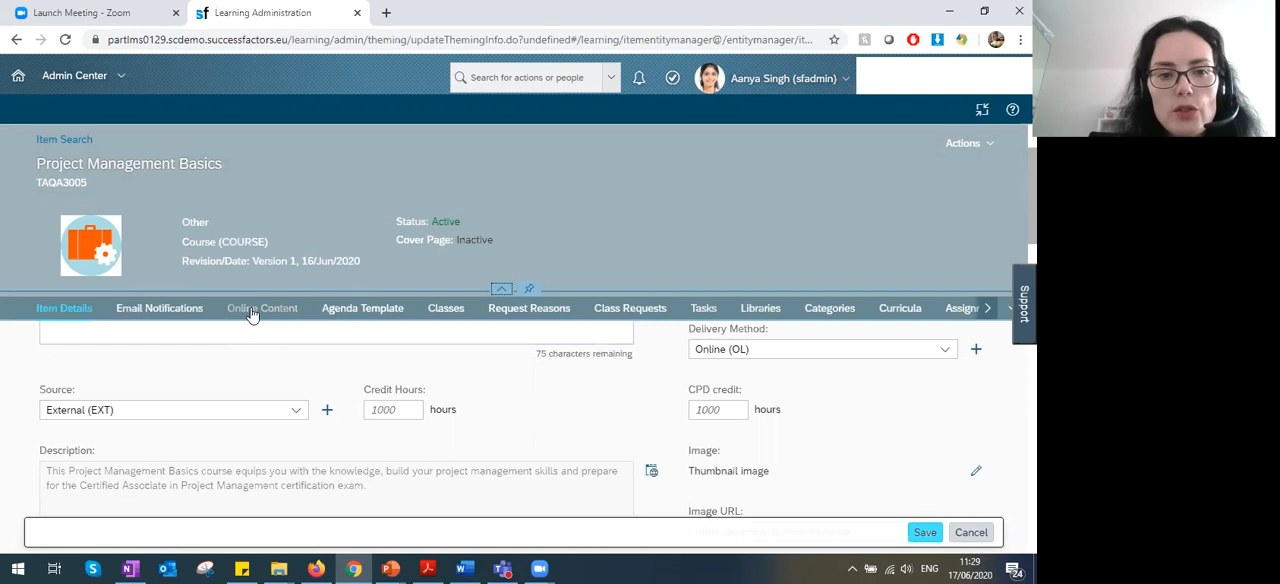 Launch Meeting - Zoom
Learning Administration
partlms0129.scdemo.successfactors.eu/learning/admin/theming/updateThemingInfo.do?undefined#/learning/itementitymanager@/entitymanager/it...
Admin Center
Search for actions or people
Aanya Singh (sfadmin)
Item Search
Actions
Project Management Basics
TAQA3005
Other
Status: Active
Course (COURSE)
Cover Page: Inactive
Revision/Date: Version 1, 16/Jun/2020
Support
Item Details Email Notifications Online Content Agenda Template Classes Request Reasons Class Requests Tasks Libraries Categories Curricula Assignr
75 characters remaining
Delivery Method:
Online (OL)
Source:
Credit Hours:
CPD credit:
External (EXT)
1000 hours
1000 hours
Description:
Image:
This Project Management Basics course equips you with the knowledge, build your project management skills and prepare
for the Certified Associate in Project Management certification exam.
Thumbnail image
Image URL:
Save Cancel
ENG
11:29
17/06/2020
24